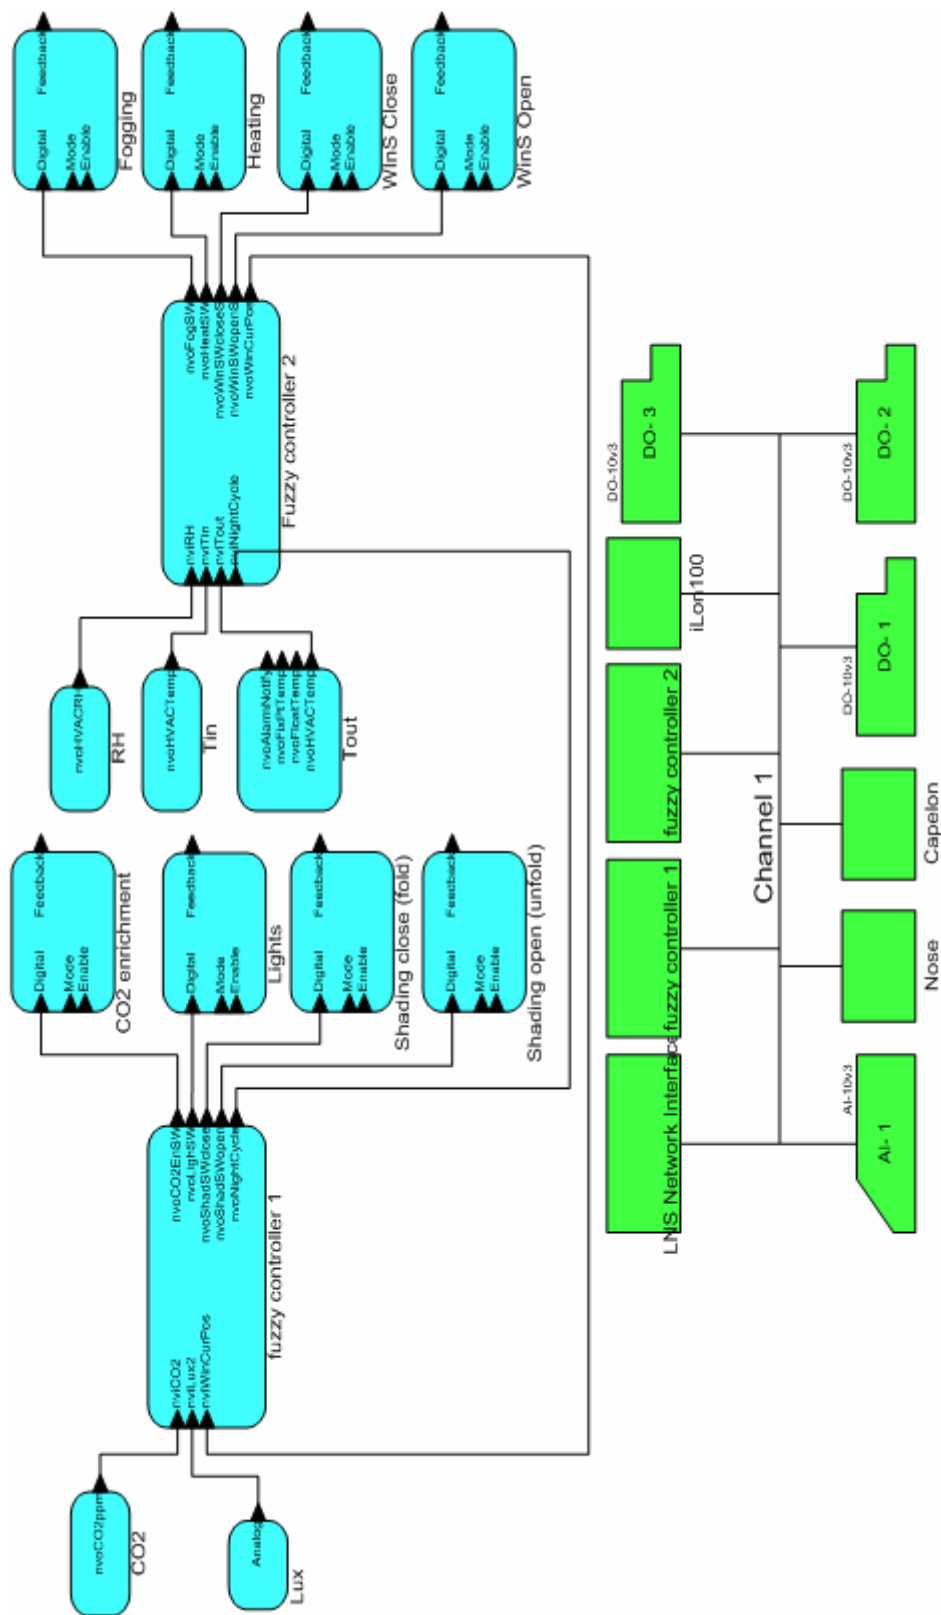 nvoCO2ppm
CO2
Analog
Lux
nviCO2
nviLux2
nviWinCurPos
nvoCO2EnSW
nvoLighSW
nvoShadSWclose
nvoShadSWopen
nvoNightCycle
fuzzy controller 1
Digital
Feedback
Mode
Enable
CO2 enrichment
Digital
Feedback
Mode
Enable
Lights
Digital
Feedback
Mode
Enable
Shading close (fold)
Digital
Feedback
Mode
Enable
Shading open (unfold)
nvoHVACRH
RH
nvoHVACTemp
Tin
nvoAlarmNotify
nvoFixPtTemp
nvoFloatTemp
nvoHVACTemp
Tout
nviRH
nviTin
nviTout
nviNightCycle
nvoFogSW
nvoHeatSW
nvoWinSWcloseS
nvoWinSWopenS
nvoWinCurPos
Fuzzy controller 2
Digital
Feedback
Mode
Enable
Fogging
Digital
Feedback
Mode
Enable
Heating
Digital
Feedback
Mode
Enable
WinS Close
Digital
Feedback
Mode
Enable
WinS Open
LNS Network Interface
fuzzy controller 1
fuzzy controller 2
iLon100
DO-10v3
DO- 3
Channel 1
AI-10v3
AI- 1
Nose
Capelon
DO-10v3
DO- 1
DO-10v3
DO- 2